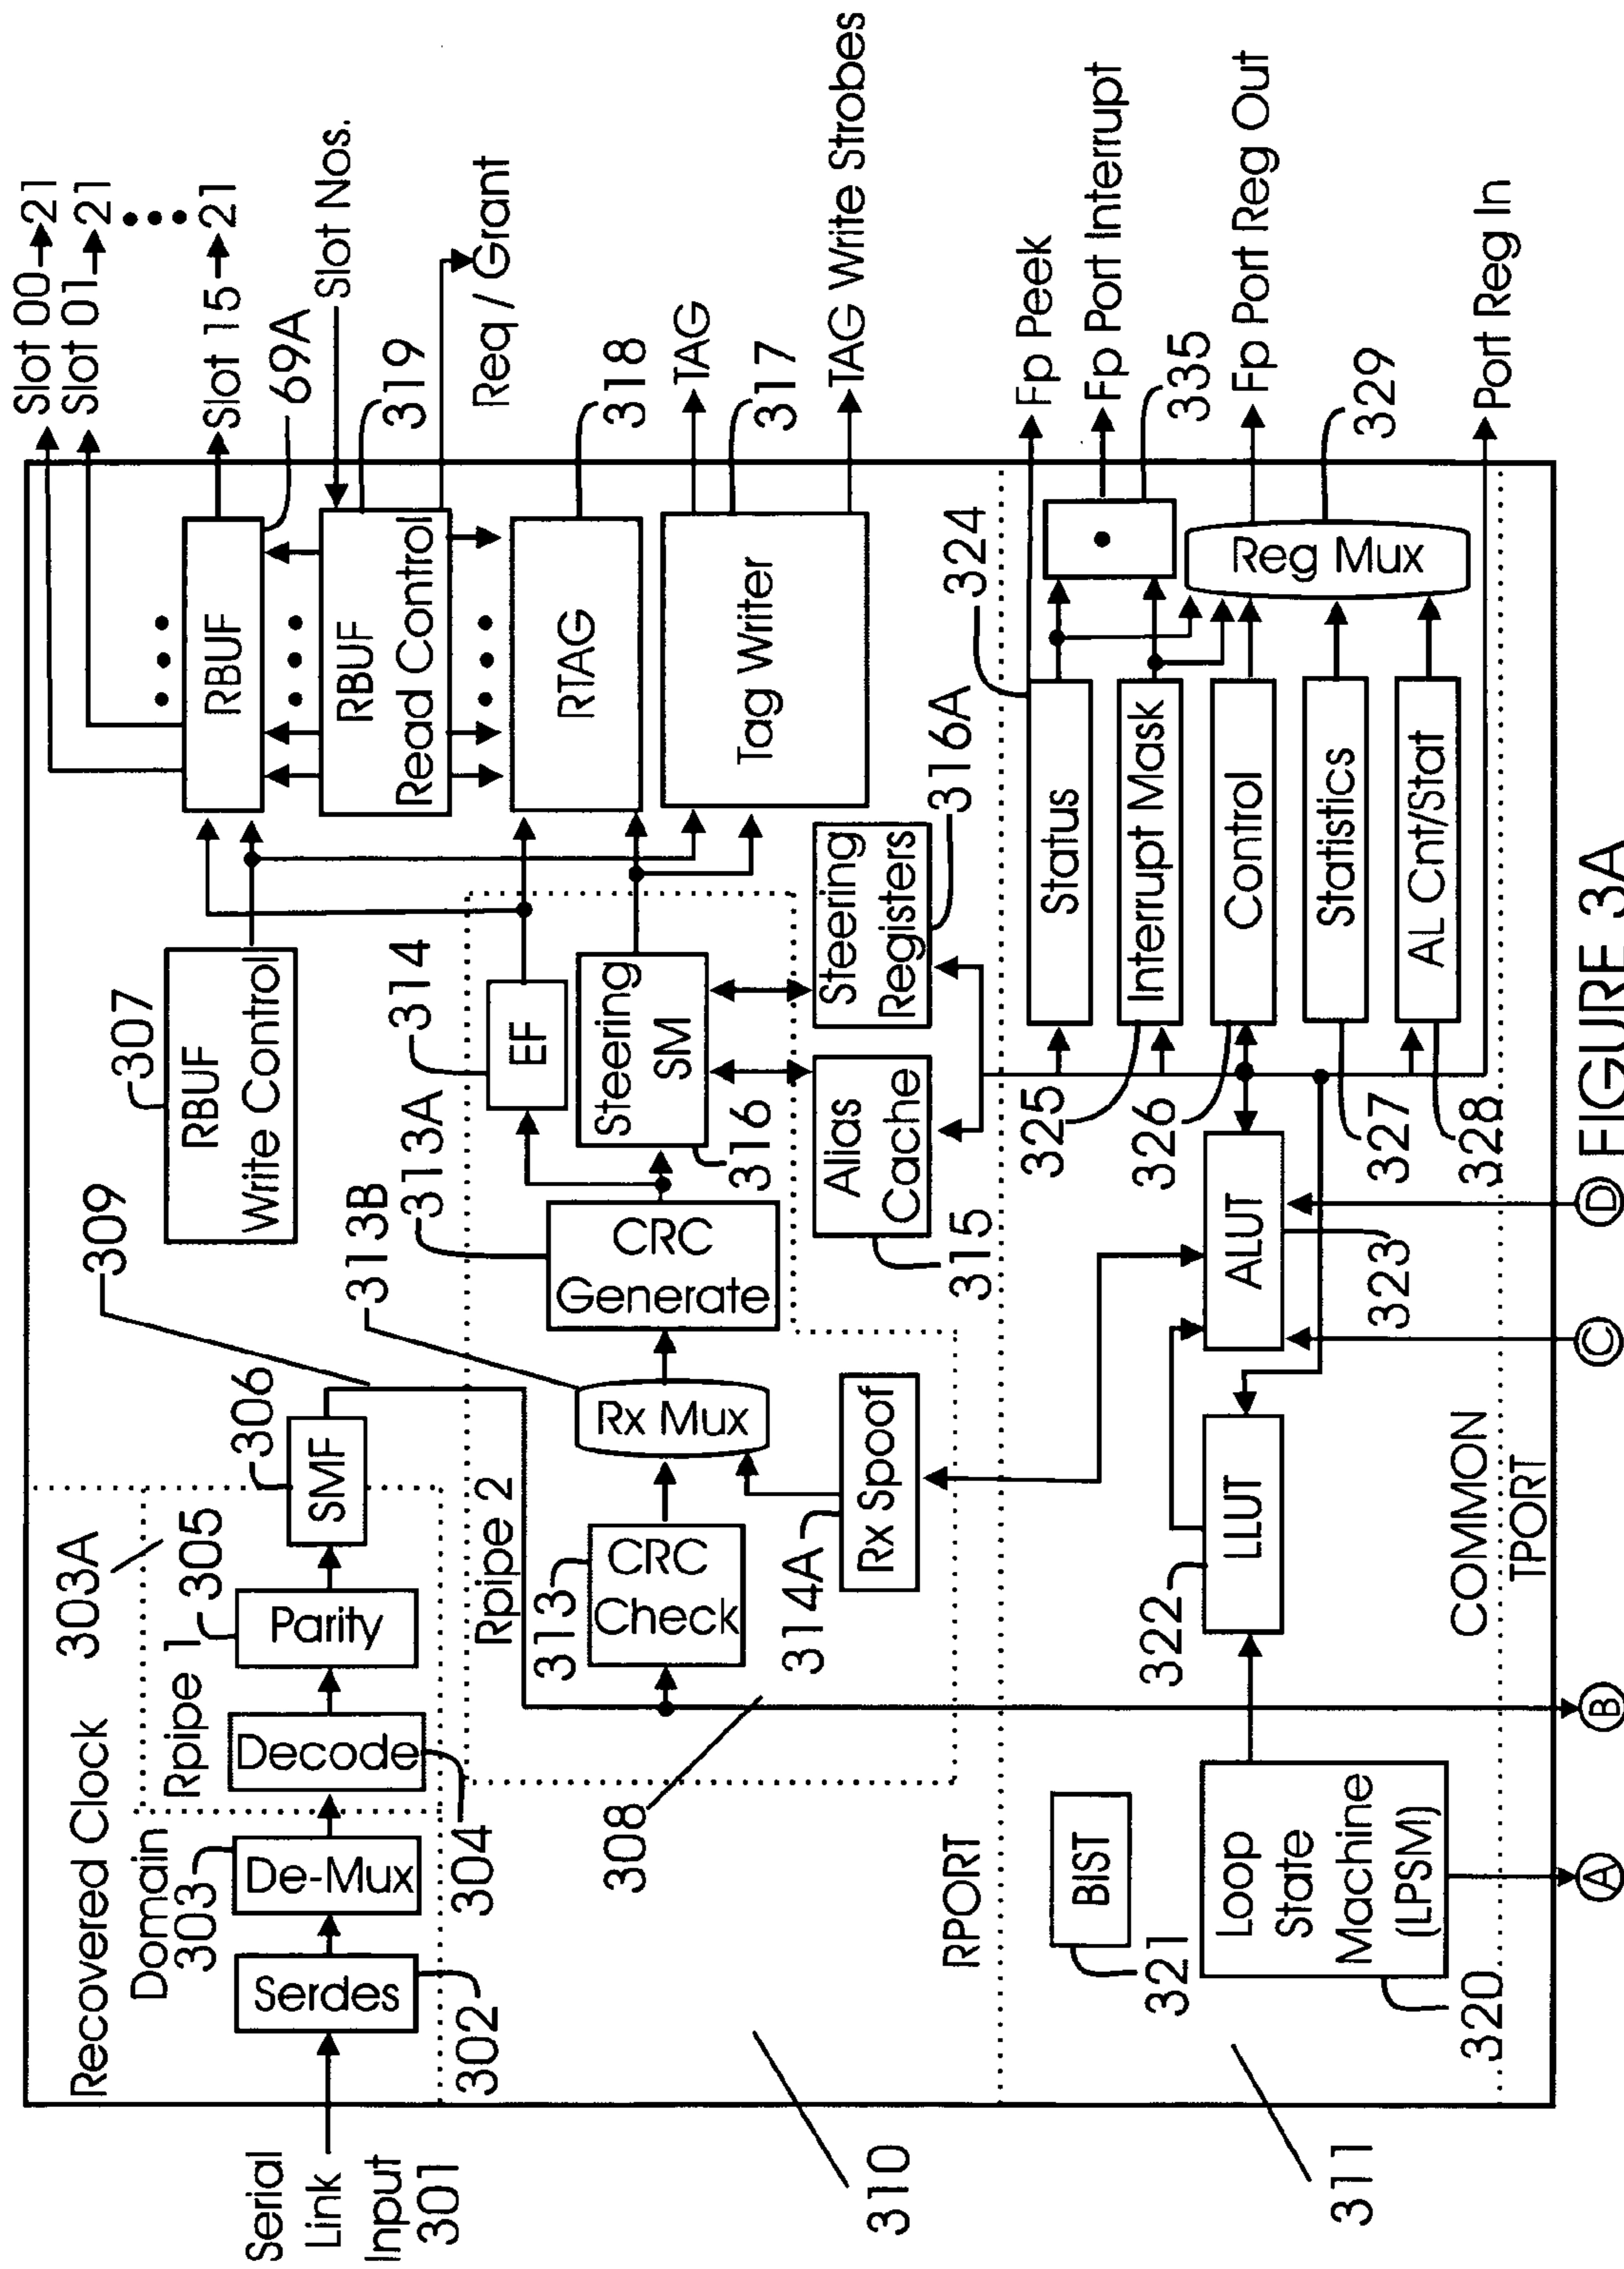 Recovered Clock
Domain
303A
Rpipe 1
Serial
Link
Input
301
Serdes
302
De-Mux
303
Decode
304
Parity
305
SMF
306
309
RBUF
Write Control
307
RBUF
69A
Slot 00
21
Slot 01
21
Slot 15
21
RBUF
Read Control
319
Slot Nos.
Req / Grant
RTAG
318
Tag Writer
317
TAG
TAG Write Strobes
Rpipe 2
308
CRC
Check
313
Rx Mux
313B
CRC
Generate
313A
EF
314
Steering
SM
316
Rx Spoof
314A
Alias
Cache
315
Steering
Registers
316A
310
RPORT
BIST
321
Loop
State
Machine
(LPSM)
320
LLUT
322
ALUT
323
Status
324
Interrupt Mask
325
Control
326
Statistics
327
AL Cnt/Stat
328
Reg Mux
329
335
Fp Peek
Fp Port Interrupt
Fp Port Reg Out
Port Reg In
311
COMMON
TPORT
A
B
C
D
FIGURE 3A